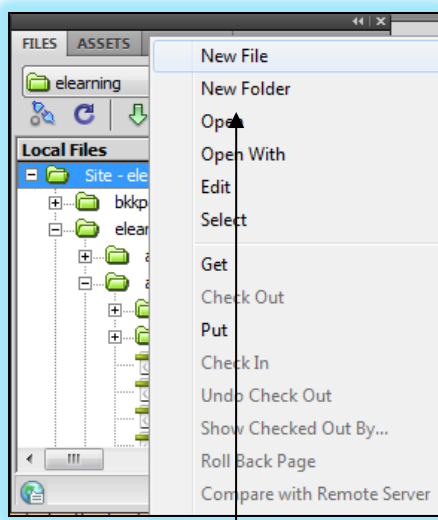 FILES ASSETS
elearning
Local Files
Site - ele
bkkp
elear
New File
New Folder
Open
Open With
Edit
Select
Get
Check Out
Put
Check In
Undo Check Out
Show Checked Out By...
Roll Back Page
Compare with Remote Server